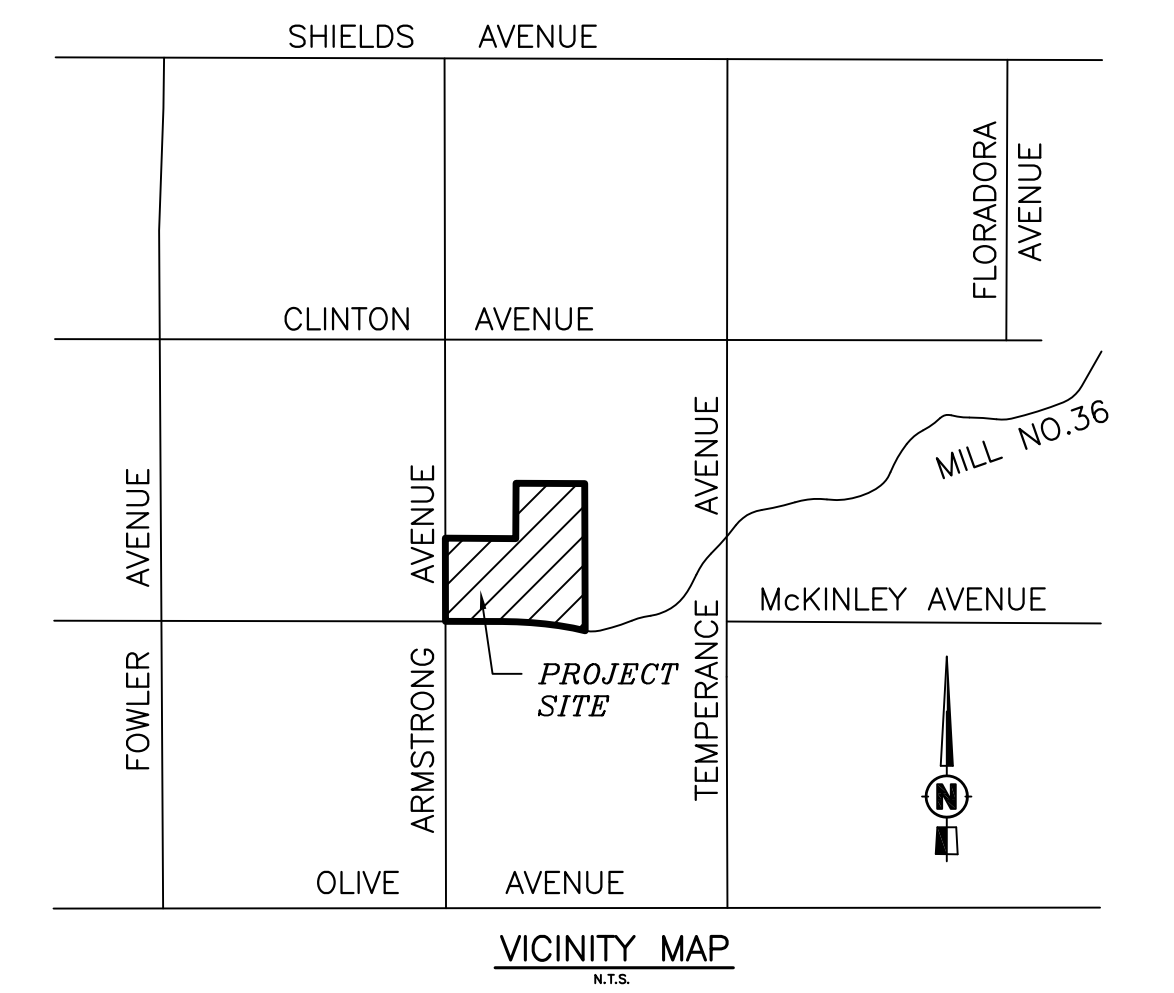 SHIELDS AVENUE
FLORADORA
AVENUE
CLINTON AVENUE
MILL NO.36
FOWLER AVENUE
ARMSTRONG AVENUE
TEMPERANCE AVENUE
McKINLEY AVENUE
PROJECT
SITE
N
OLIVE AVENUE
VICINITY MAP
N.T.S.